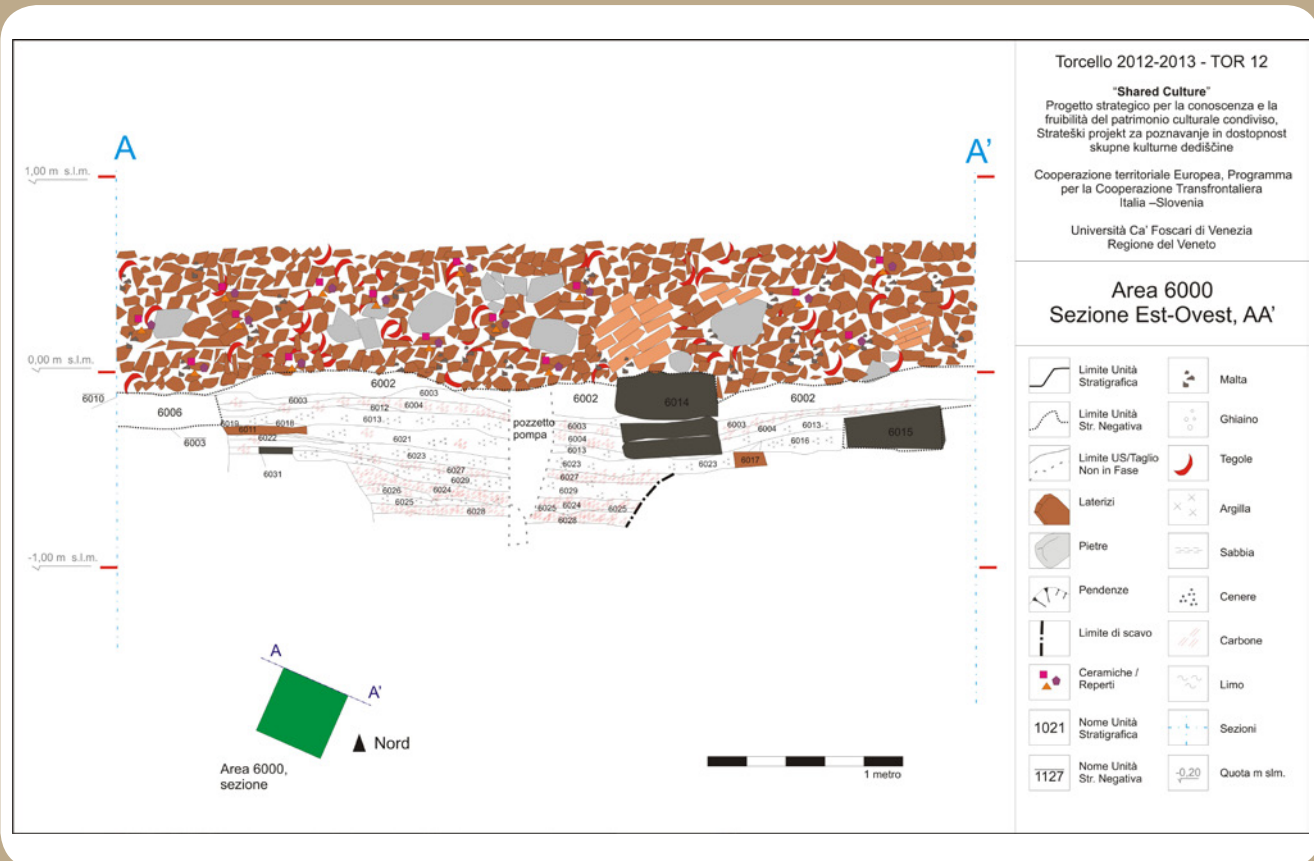 A
A'
1,00 m s.l.m.
0,00 m s.l.m.
-1,00 m s.l.m.
6002
6010
6006
6003
6003
6003
6004
6012
6013
6019
6018
6011
6022
6021
6023
6031
6027
6029
6026
6024
6025
6028
pozzetto
pompa
6002
6003
6004
6013
6023
6027
6029
6024
6025
6025
6028
6014
6002
6003
6004
6013
6016
6023
6017
6015
A
A'
Nord
Area 6000,
sezione
1 metro
Torcello 2012-2013 - TOR 12
"Shared Culture"
Progetto strategico per la conoscenza e la
fruibilità del patrimonio culturale condiviso,
Strateški projekt za poznavanje in dostopnost
skupne kulturne dediščine
Cooperazione territoriale Europea, Programma
per la Cooperazione Transfrontaliera
Italia –Slovenia
Università Ca' Foscari di Venezia
Regione del Veneto
Area 6000
Sezione Est-Ovest, AA'
Limite Unità
Stratigrafica
Limite Unità
Str. Negativa
Limite US/Taglio
Non in Fase
Laterizi
Pietre
Pendenze
Limite di scavo
Ceramiche /
Reperti
1021
Nome Unità
Stratigrafica
1127
Nome Unità
Str. Negativa
Malta
Ghiaino
Tegole
Argilla
Sabbia
Cenere
Carbone
Limo
Sezioni
-0,20
Quota m slm.